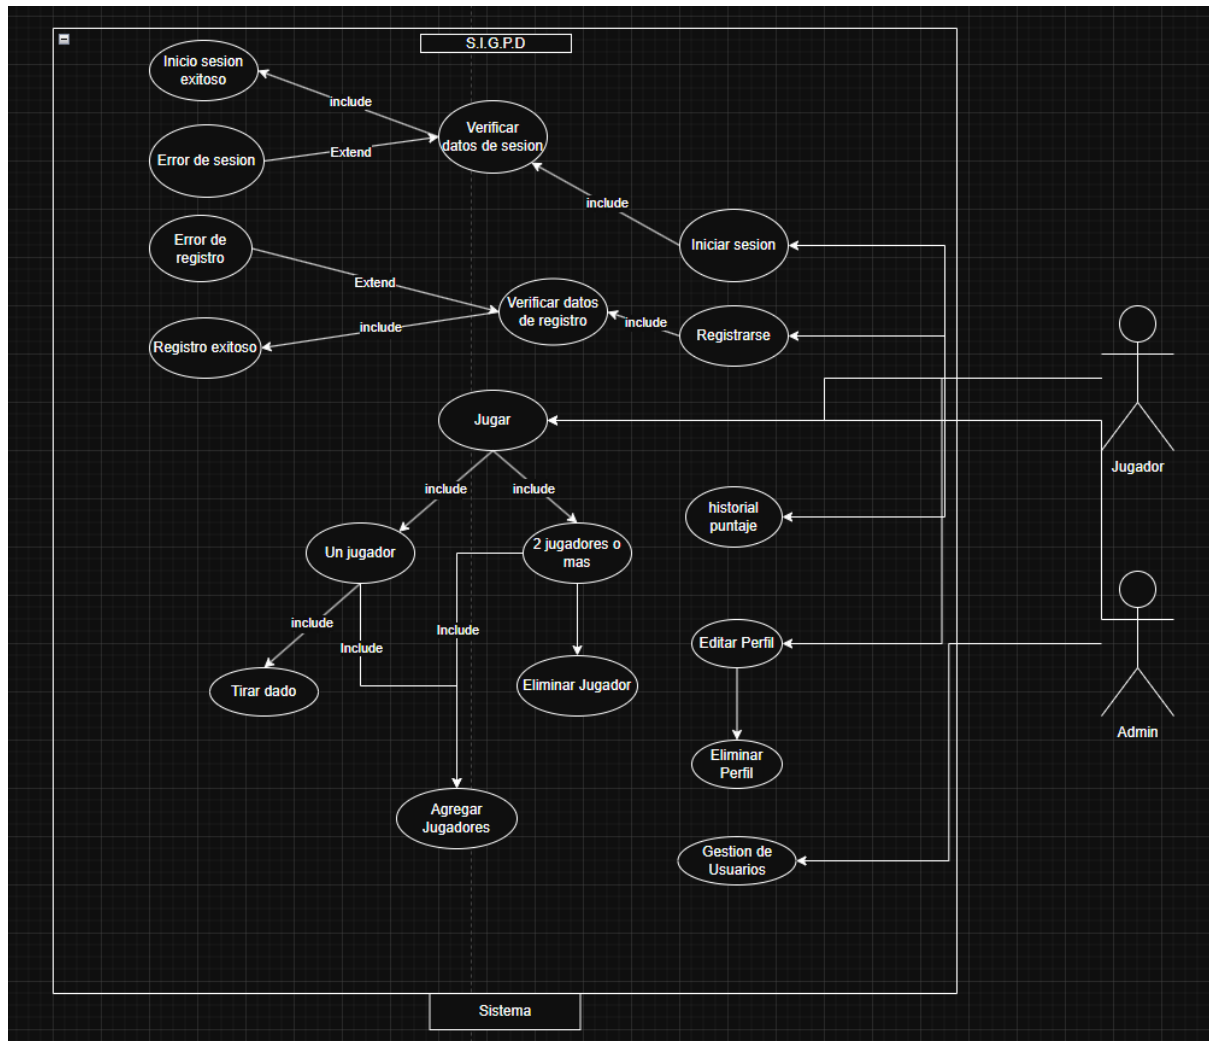 S.I.G.P.D
Inicio sesion
exitoso
include
Verificar
datos de sesion
Error de sesion
Extend
include
Error de
registro
Iniciar sesion
Extend
Verificar datos
de registro
include
include
Registrarse
Registro exitoso
Jugar
Jugador
include
include
historial
puntaje
Un jugador
2 jugadores o
mas
include
Include
Include
Editar Perfil
Tirar dado
Eliminar Jugador
Admin
Eliminar
Perfil
Agregar
Jugadores
Gestion de
Usuarios
Sistema